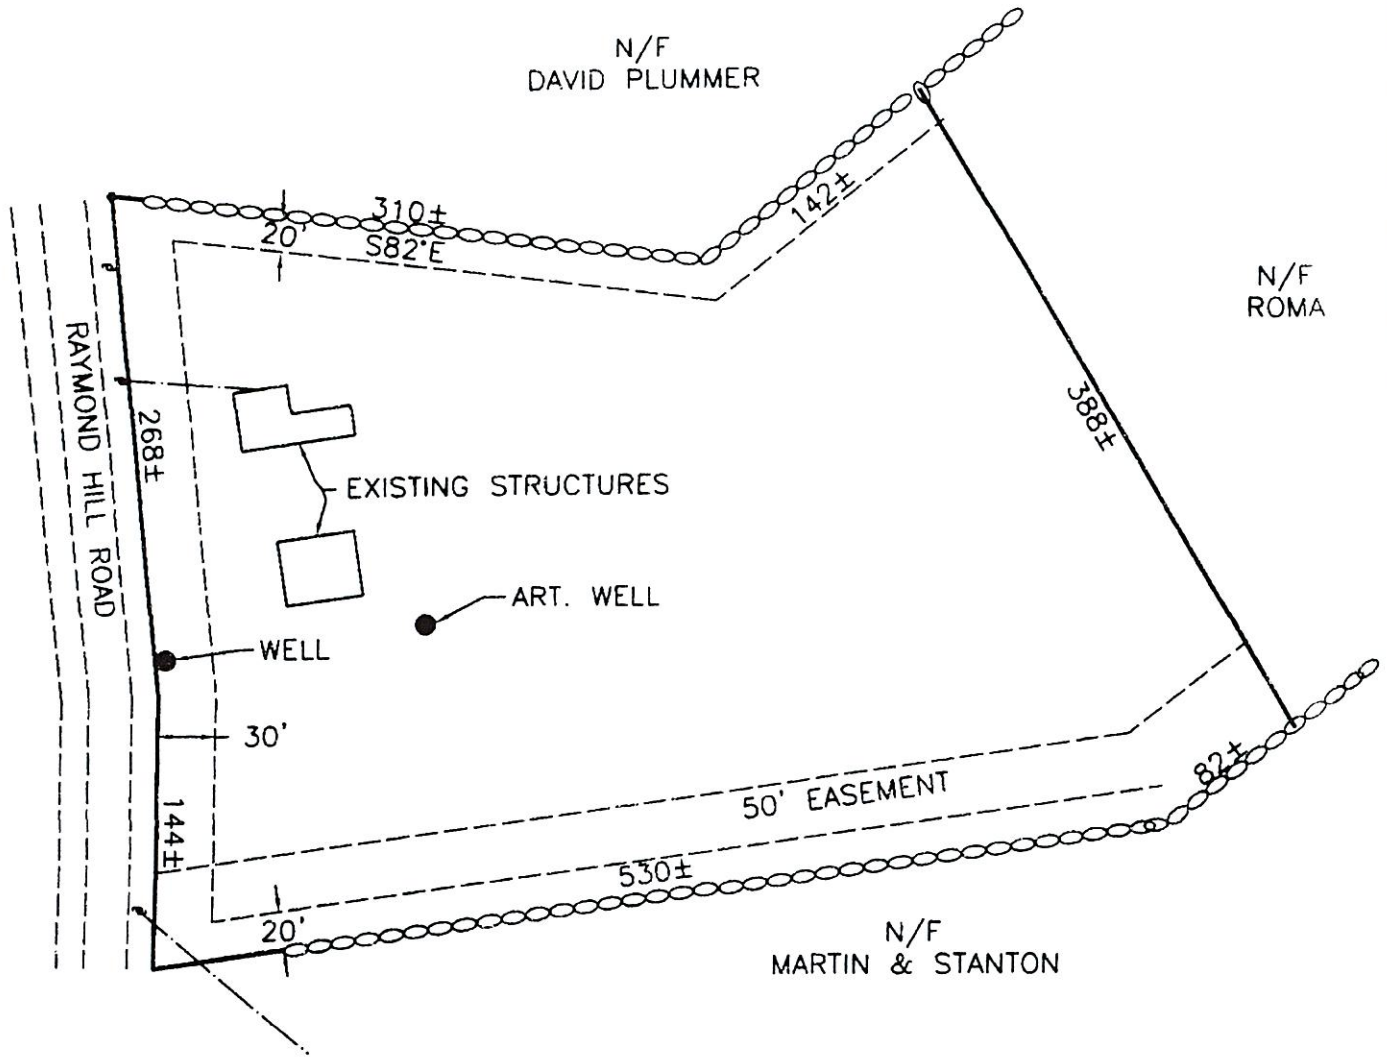 N/F
DAVID PLUMMER
310±
20'
S82°E
142±
N/F
ROMA
RAYMOND HILL ROAD
268±
388±
EXISTING STRUCTURES
ART. WELL
WELL
30'
144±
50' EASEMENT
82±
530±
20'
N/F
MARTIN & STANTON